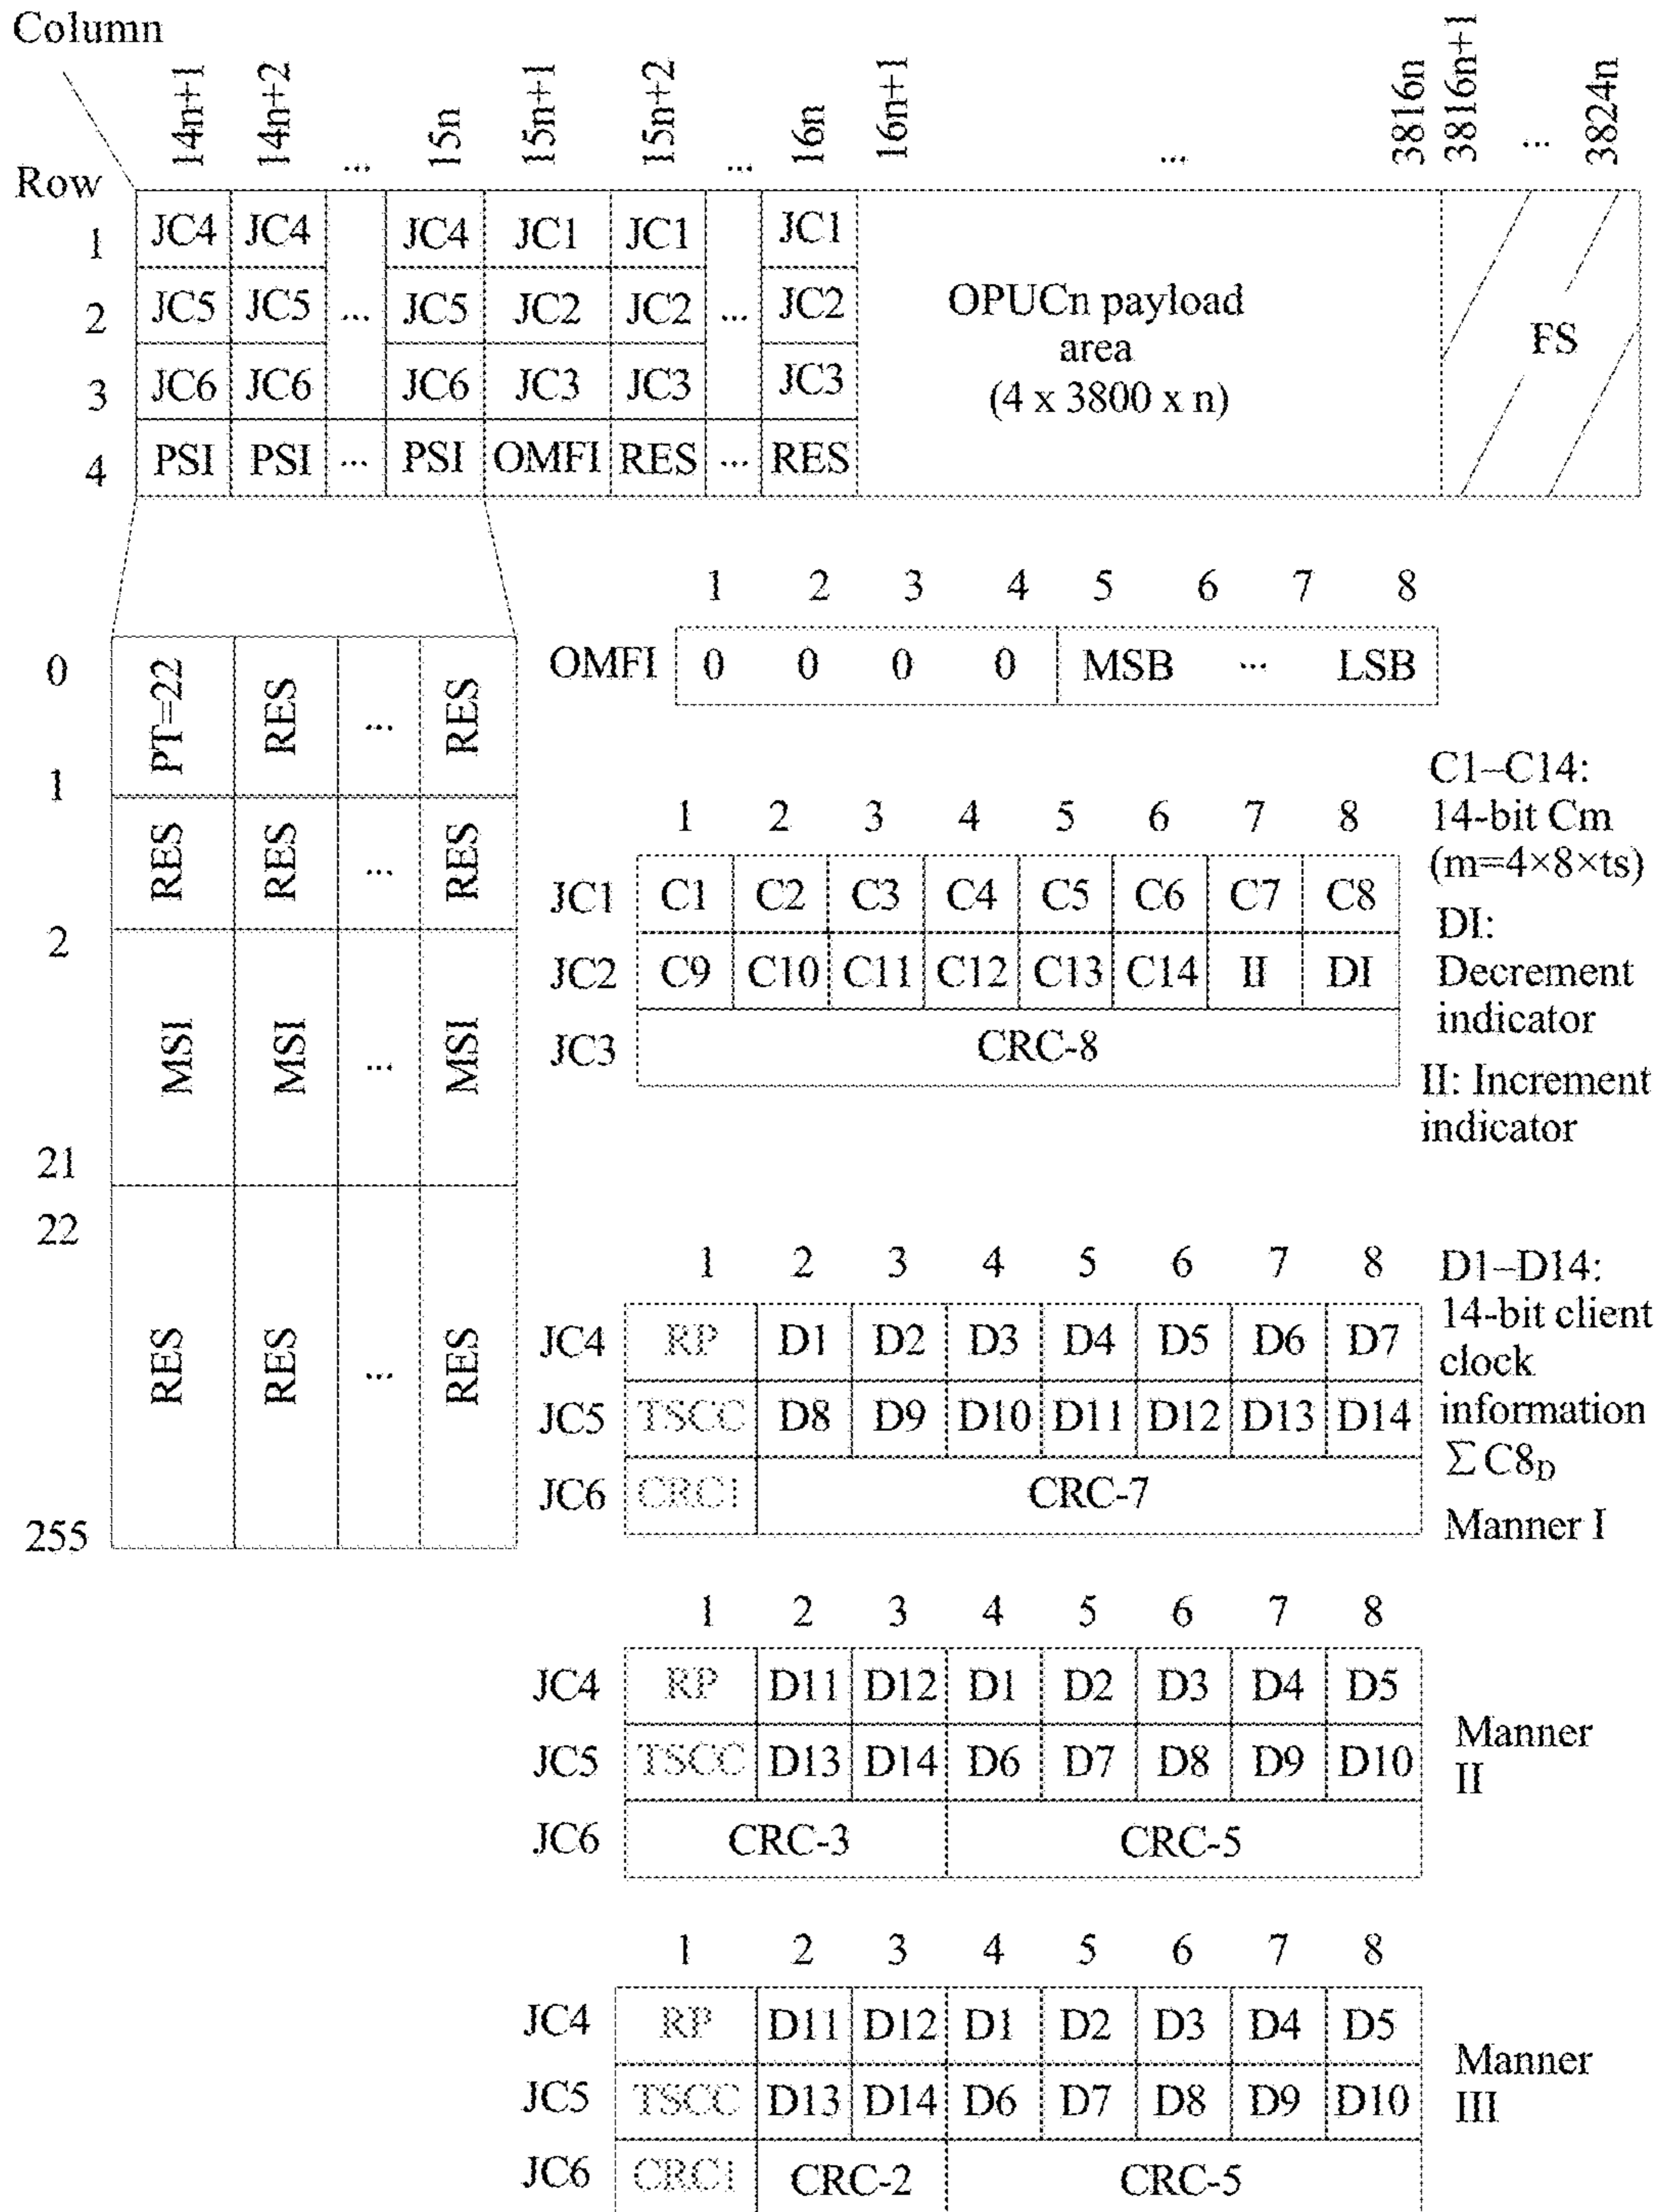 Column
14n+1 14n+2 ... 15n 15n+1 15n+2 ... 16n 16n+1 ... 3816n 3816n+1 ... 3824n
Row
1 JC4 JC4 JC4 JC1 JC1 JC1
2 JC5 JC5 ... JC5 JC2 JC2 ... JC2
3 JC6 JC6 JC6 JC3 JC3 JC3
4 PSI PSI ... PSI OMFI RES ... RES
OPUCn payload
area
(4 x 3800 x n)
FS
0 PT=22 RES ... RES
1 RES RES ... RES
2 MSI MSI ... MSI
21
22 RES RES ... RES
255
1 2 3 4 5 6 7 8
OMFI 0 0 0 0 MSB ... LSB
1 2 3 4 5 6 7 8
JC1 C1 C2 C3 C4 C5 C6 C7 C8
JC2 C9 C10 C11 C12 C13 C14 II DI
JC3 CRC-8
C1–C14:
14-bit Cm
(m=4×8×ts)
DI:
Decrement
indicator
II: Increment
indicator
1 2 3 4 5 6 7 8
JC4 RP D1 D2 D3 D4 D5 D6 D7
JC5 TSCC D8 D9 D10 D11 D12 D13 D14
JC6 CRC1 CRC-7
D1–D14:
14-bit client
clock
information
ΣC8D
Manner I
1 2 3 4 5 6 7 8
JC4 RP D11 D12 D1 D2 D3 D4 D5
JC5 TSCC D13 D14 D6 D7 D8 D9 D10
JC6 CRC-3 CRC-5
Manner
II
1 2 3 4 5 6 7 8
JC4 RP D11 D12 D1 D2 D3 D4 D5
JC5 TSCC D13 D14 D6 D7 D8 D9 D10
JC6 CRC1 CRC-2 CRC-5
Manner
III